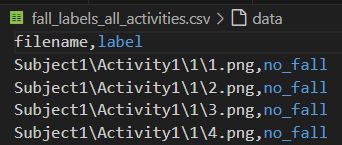 fall_labels_all_activities.csv > data
filename,label
Subject1\Activity1\1\1.png,no_fall
Subject1\Activity1\1\2.png,no_fall
Subject1\Activity1\1\3.png,no_fall
Subject1\Activity1\1\4.png,no_fall